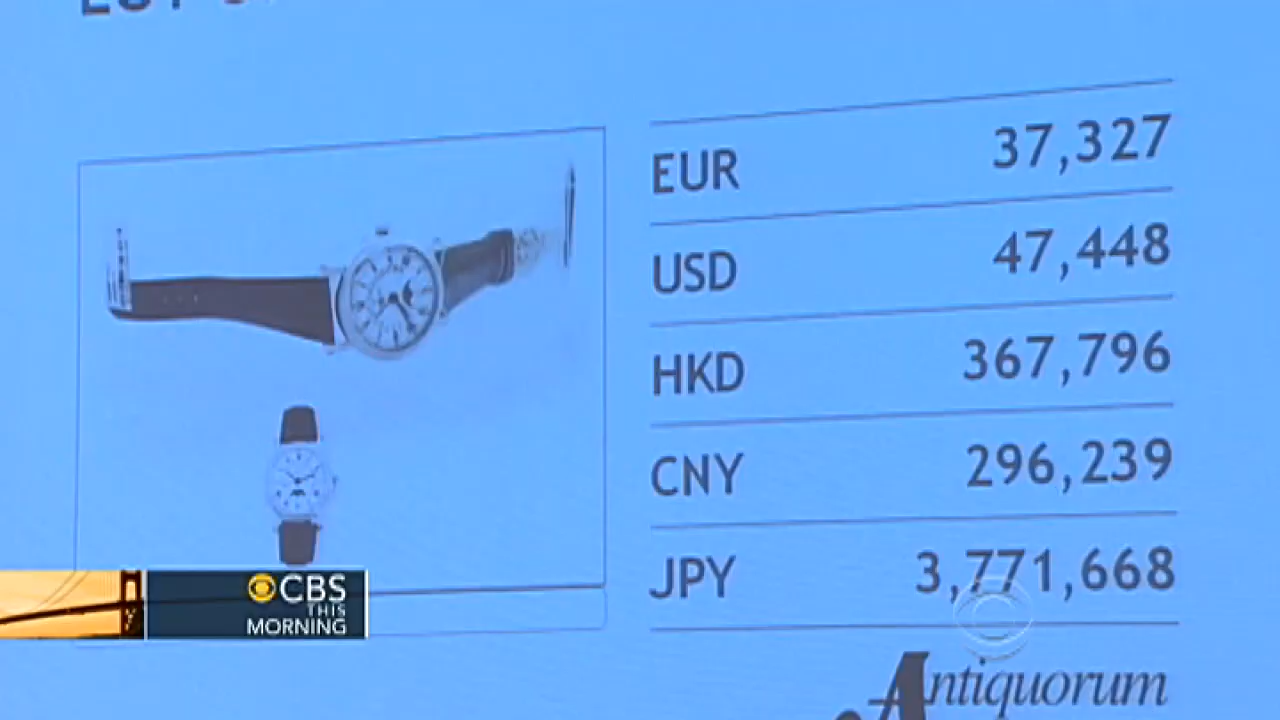 EUR 37,327
USD 47,448
HKD 367,796
CNY 296,239
JPY 3,771,668
CBS
THIS
MORNING
Antiquorum